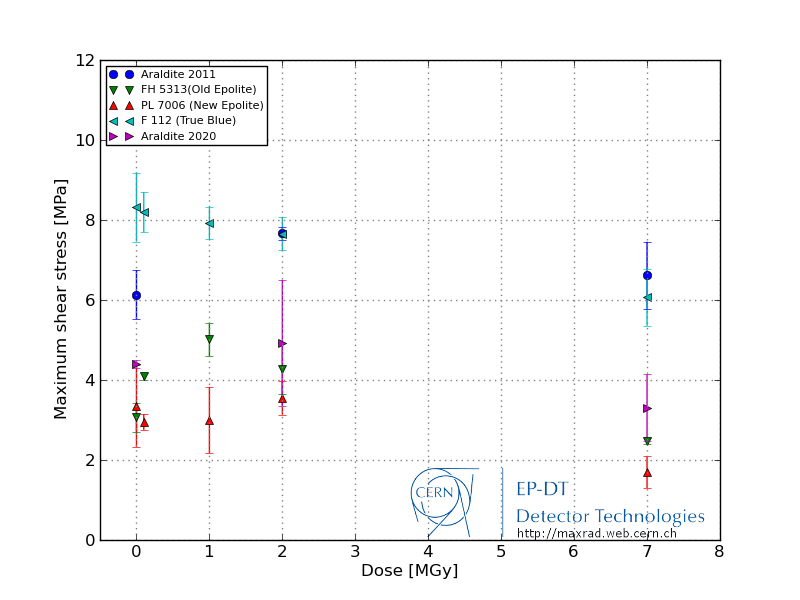 12
10
8
6
4
2
0
Maximum shear stress [MPa]
Araldite 2011
FH 5313(Old Epolite)
PL 7006 (New Epolite)
F 112 (True Blue)
Araldite 2020
CERN
EP-DT
Detector Technologies
http://maxrad.web.cern.ch
0 1 2 3 4 5 6 7 8
Dose [MGy]